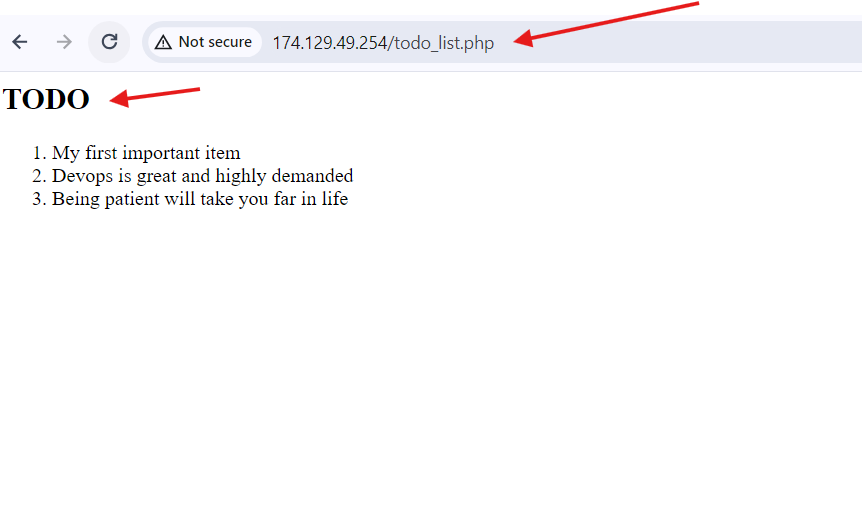 Not secure 174.129.49.254/todo_list.php
TODO
1. My first important item
2. Devops is great and highly demanded
3. Being patient will take you far in life